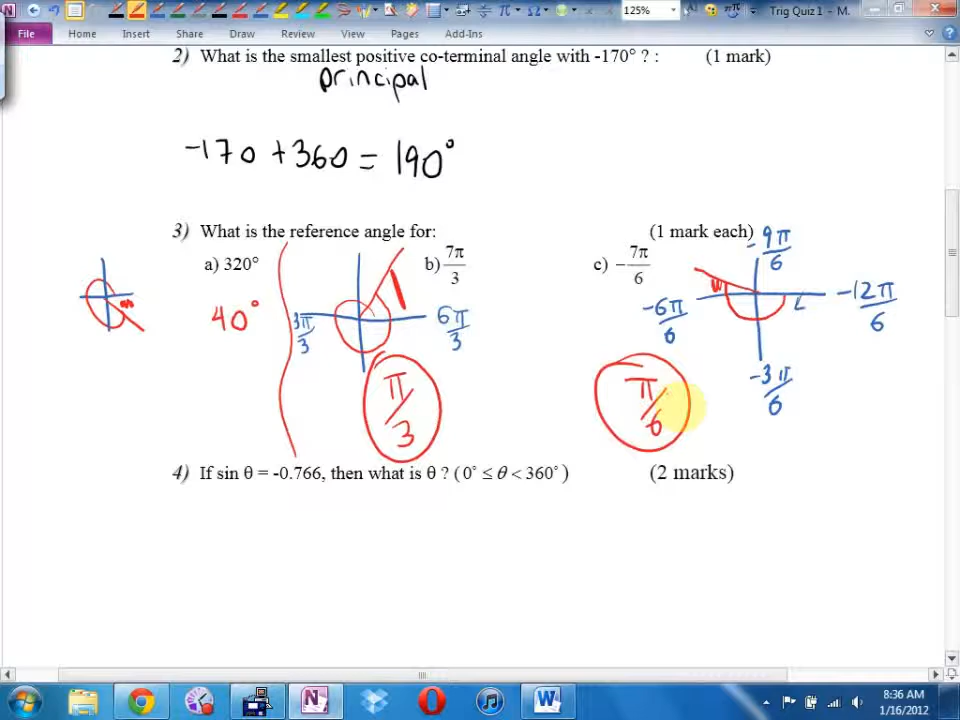 125%
Trig Quiz 1 - M.
File Home Insert Share Draw Review View Pages Add-Ins
2) What is the smallest positive co-terminal angle with -170° ? : (1 mark)
principal
-170 + 360 = 190°
3) What is the reference angle for: (1 mark each)
a) 320° b) 7π/3 c) -7π/6
-9π/6
40°
3π/3 6π/3
-6π/6 -12π/6
-3π/6
π/3 π/6
4) If sin θ = -0.766, then what is θ ? ( 0° ≤ θ < 360° ) (2 marks)
8:36 AM
1/16/2012